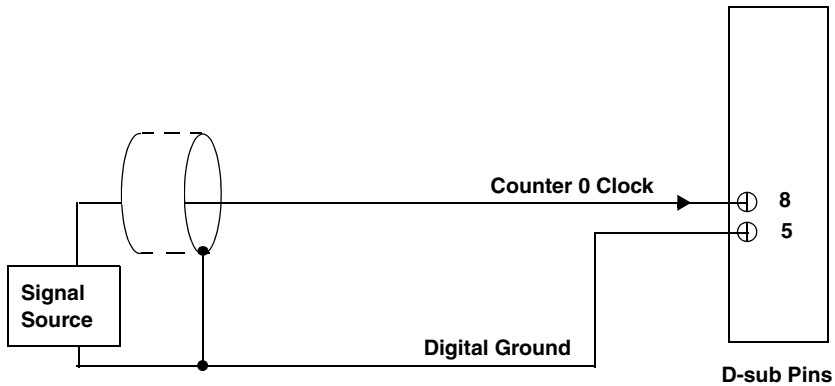 Counter 0 Clock
8
5
Signal
Source
Digital Ground
D-sub Pins